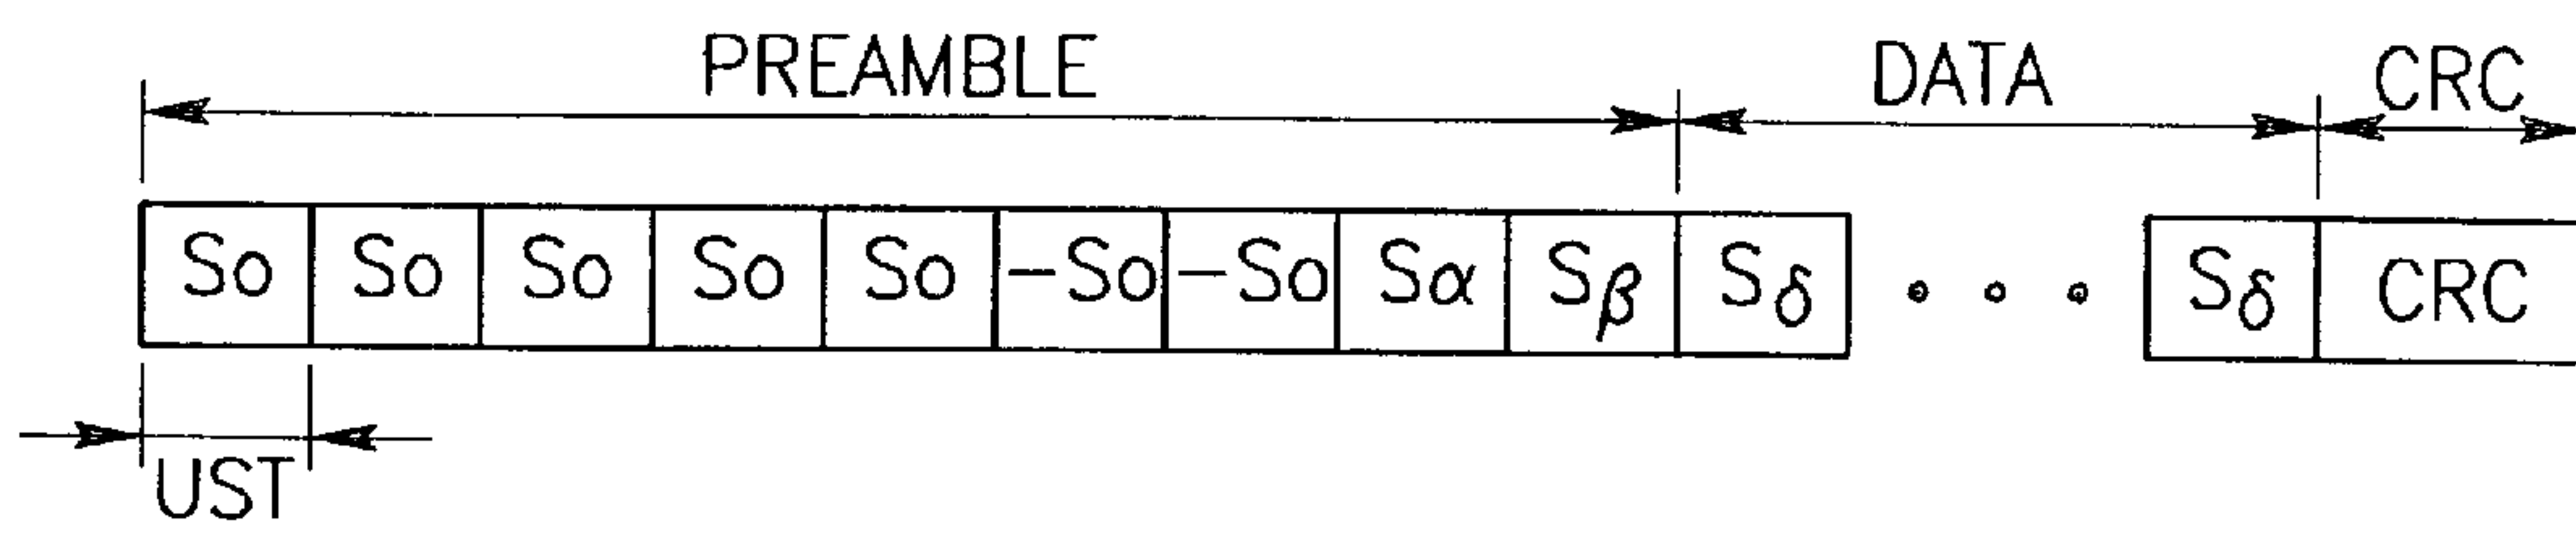 PREAMBLE DATA CRC
So So So So So -So -So Sα Sβ Sδ • • • Sδ CRC
UST